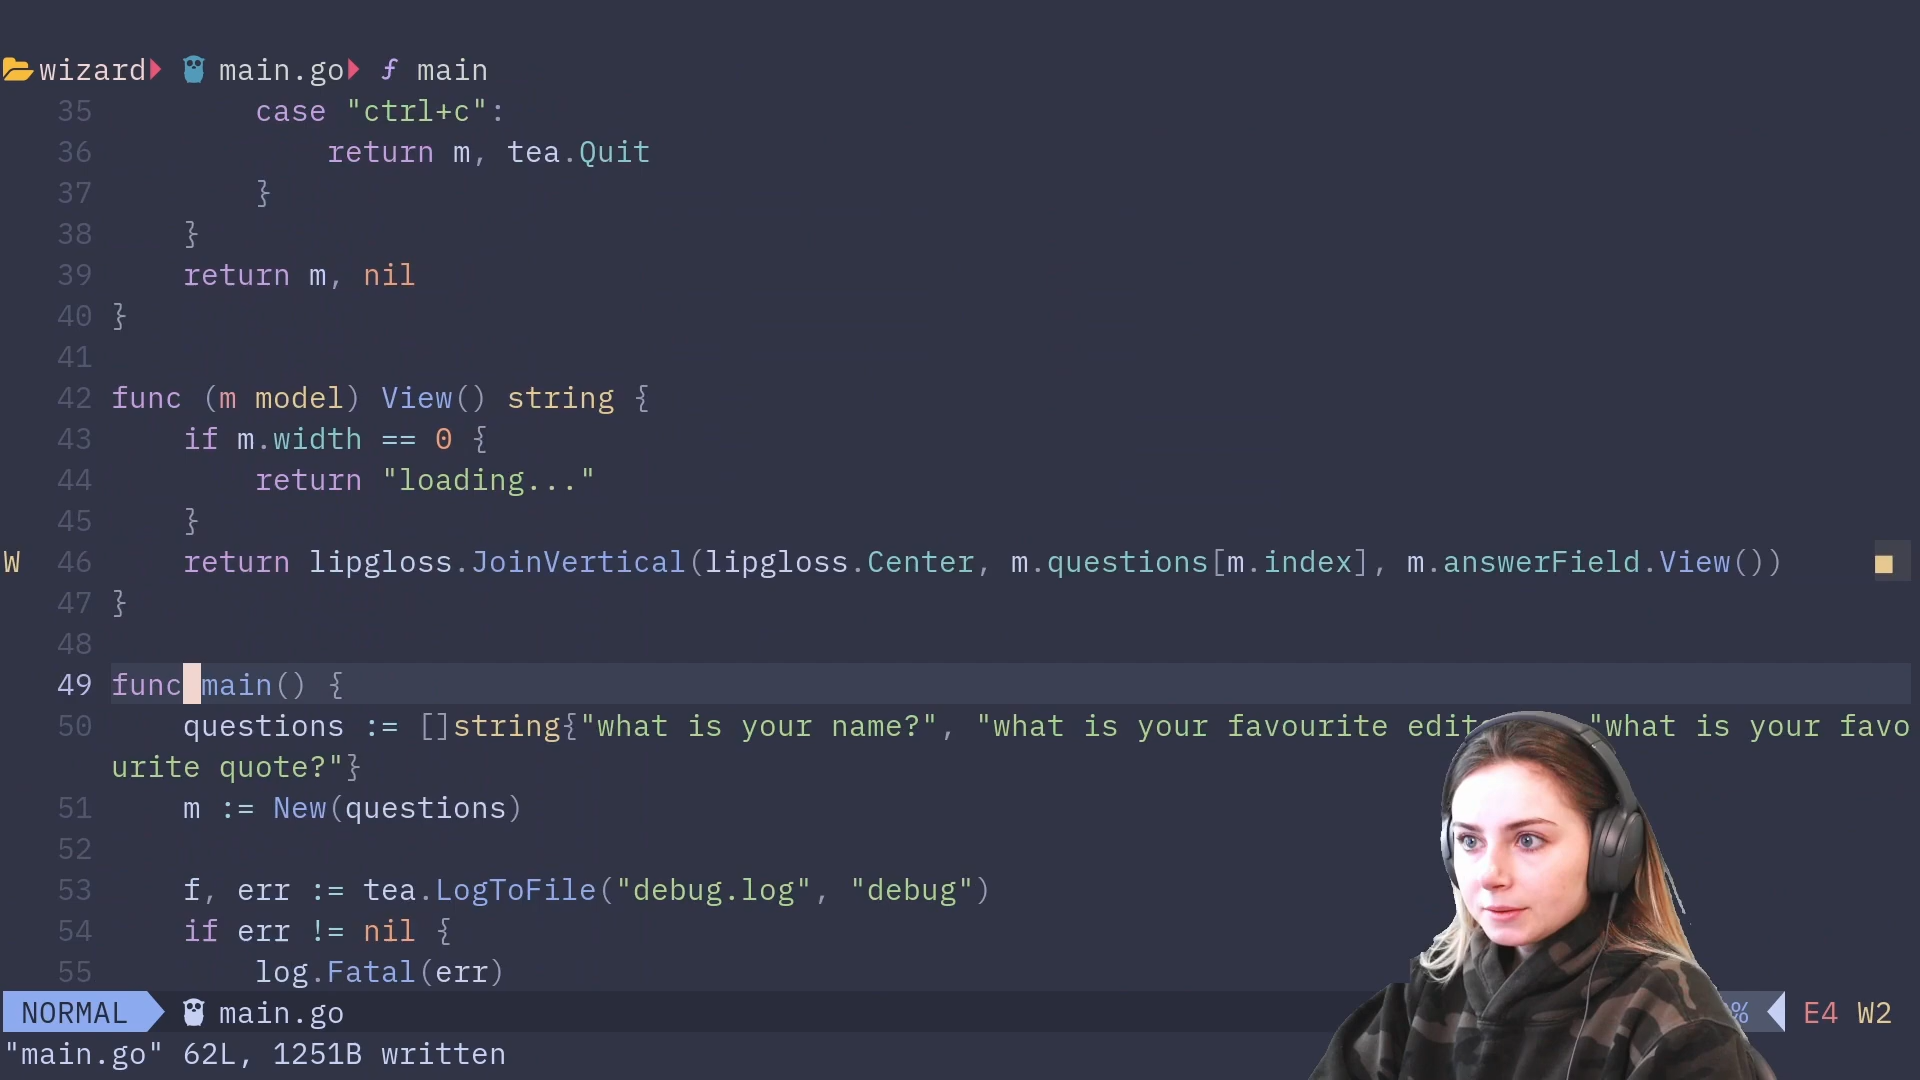 wizard main.go ƒ main
35 case "ctrl+c":
36 return m, tea.Quit
37 }
38 }
39 return m, nil
40 }
41
42 func (m model) View() string {
43 if m.width == 0 {
44 return "loading..."
45 }
W 46 return lipgloss.JoinVertical(lipgloss.Center, m.questions[m.index], m.answerField.View())
47 }
48
49 func main() {
50 questions := []string{"what is your name?", "what is your favourite "what is your favo
urite quote?"}
51 m := New(questions)
52
53 f, err := tea.LogToFile("debug.log", "debug")
54 if err != nil {
55 log.Fatal(err)
NORMAL main.go % E4 W2
"main.go" 62L, 1251B written